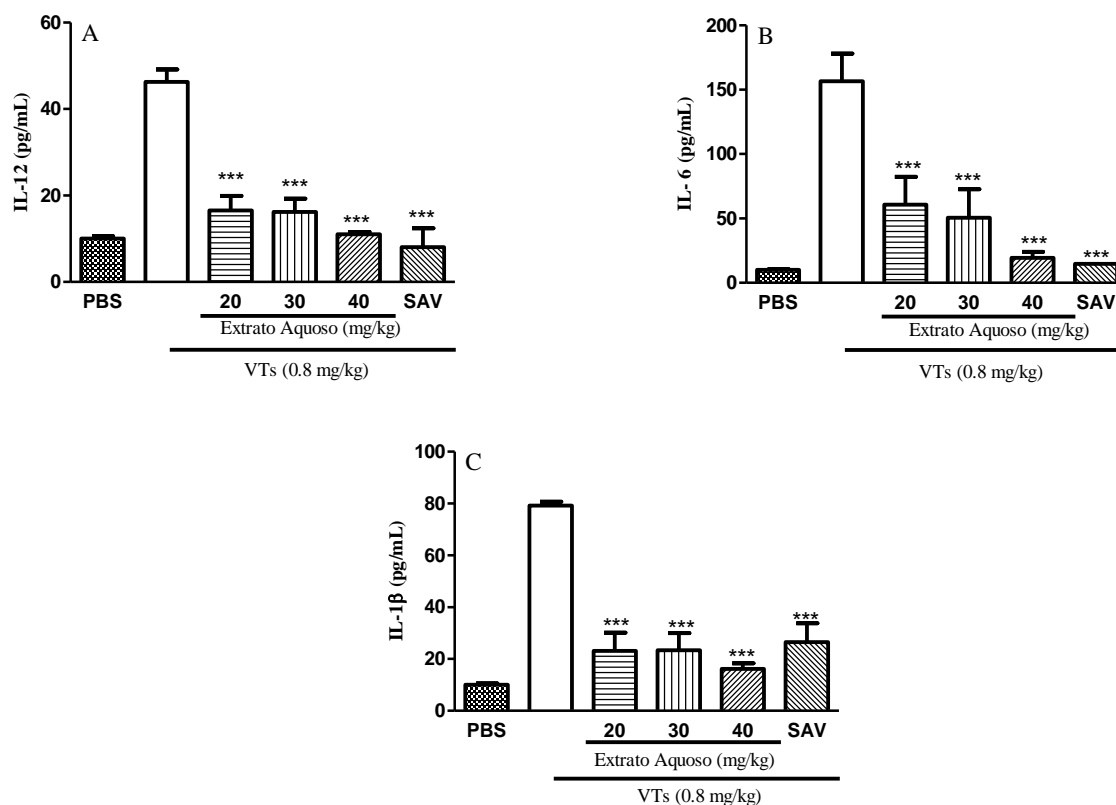 A
IL-12 (pg/mL)
60
40
20
0
*** *** *** ***
PBS 20 30 40 SAV
Extrato Aquoso (mg/kg)
VTs (0.8 mg/kg)
B
IL- 6 (pg/mL)
200
150
100
50
0
*** *** *** ***
PBS 20 30 40 SAV
Extrato Aquoso (mg/kg)
VTs (0.8 mg/kg)
C
IL-1β (pg/mL)
100
80
60
40
20
0
*** *** *** ***
PBS 20 30 40 SAV
Extrato Aquoso (mg/kg)
VTs (0.8 mg/kg)